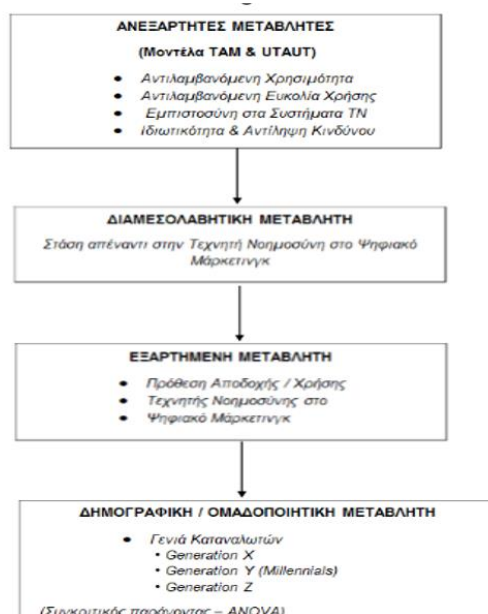 ΑΝΕΞΑΡΤΗΤΕΣ ΜΕΤΑΒΛΗΤΕΣ
(Μοντέλα TAM & UTAUT)
• Αντιλαμβανόμενη Χρησιμότητα
• Αντιλαμβανόμενη Ευκολία Χρήσης
• Εμπιστοσύνη στα Συστήματα ΤΝ
• Ιδιωτικότητα & Αντίληψη Κινδύνου
ΔΙΑΜΕΣΟΛΑΒΗΤΙΚΗ ΜΕΤΑΒΛΗΤΗ
Στάση απέναντι στην Τεχνητή Νοημοσύνη στο Ψηφιακό
Μάρκετινγκ
ΕΞΑΡΤΗΜΕΝΗ ΜΕΤΑΒΛΗΤΗ
• Πρόθεση Αποδοχής / Χρήσης
• Τεχνητής Νοημοσύνης στο
• Ψηφιακό Μάρκετινγκ
ΔΗΜΟΓΡΑΦΙΚΗ / ΟΜΑΔΟΠΟΙΗΤΙΚΗ ΜΕΤΑΒΛΗΤΗ
• Γενιά Καταναλωτών
• Generation X
• Generation Y (Millennials)
• Generation Z
(Συγκριτικός παράγοντας – ANOVA)